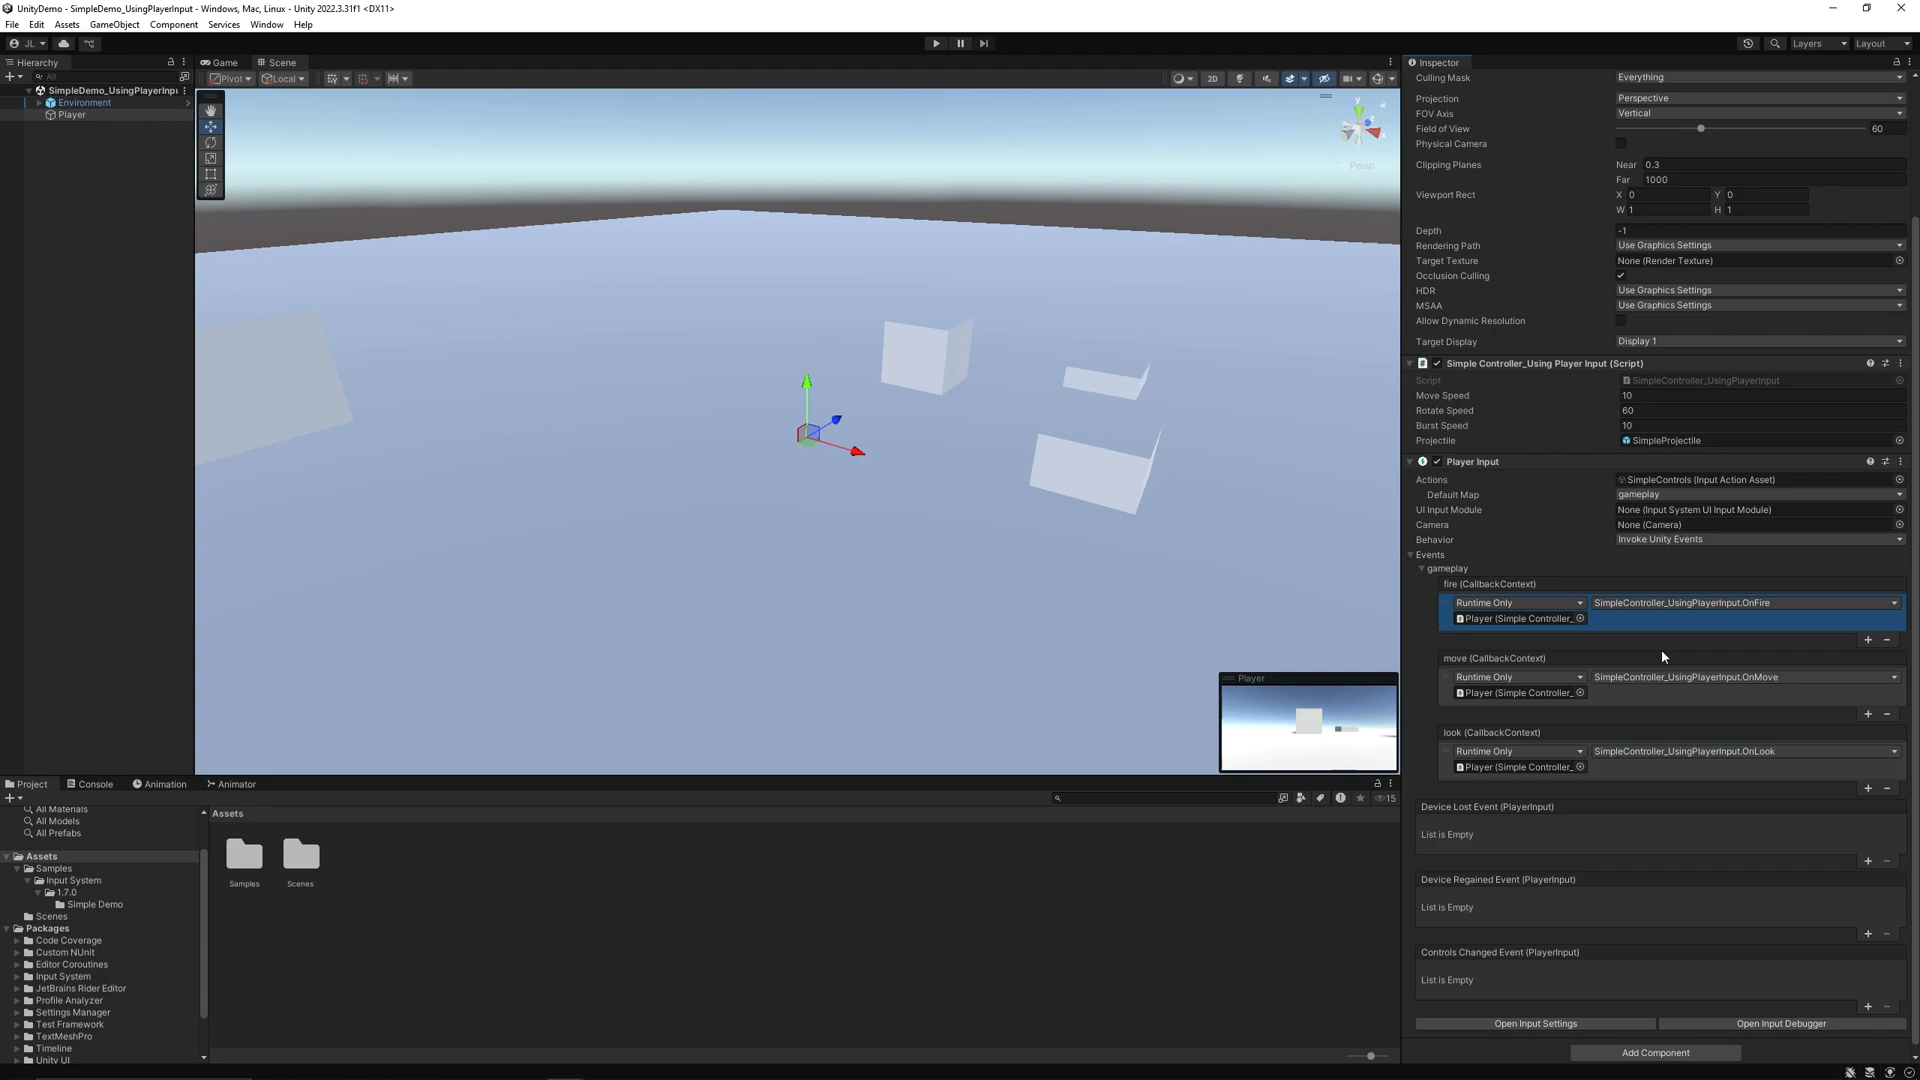 UnityDemo - SimpleDemo_UsingPlayerInput - Windows, Mac, Linux - Unity 2022.3.31f1 <DX11>
File Edit Assets GameObject Component Services Window Help
JL
Layers Layout
Hierarchy
All
SimpleDemo_UsingPlayerInpu
Environment
Player
Game Scene
Pivot Local
2D
y
Persp
Player
Inspector
Culling Mask Everything
Projection Perspective
FOV Axis Vertical
Field of View 60
Physical Camera
Clipping Planes Near 0.3
Far 1000
Viewport Rect X 0 Y 0
W 1 H 1
Depth -1
Rendering Path Use Graphics Settings
Target Texture None (Render Texture)
Occlusion Culling
HDR Use Graphics Settings
MSAA Use Graphics Settings
Allow Dynamic Resolution
Target Display Display 1
Simple Controller_Using Player Input (Script)
Script SimpleController_UsingPlayerInput
Move Speed 10
Rotate Speed 60
Burst Speed 10
Projectile SimpleProjectile
Player Input
Actions SimpleControls (Input Action Asset)
Default Map gameplay
UI Input Module None (Input System UI Input Module)
Camera None (Camera)
Behavior Invoke Unity Events
Events
gameplay
fire (CallbackContext)
Runtime Only SimpleController_UsingPlayerInput.OnFire
Player (Simple Controller_
move (CallbackContext)
Runtime Only SimpleController_UsingPlayerInput.OnMove
Player (Simple Controller_
look (CallbackContext)
Runtime Only SimpleController_UsingPlayerInput.OnLook
Player (Simple Controller_
Device Lost Event (PlayerInput)
List is Empty
Device Regained Event (PlayerInput)
List is Empty
Controls Changed Event (PlayerInput)
List is Empty
Open Input Settings Open Input Debugger
Add Component
Project Console Animation Animator
15
All Materials
All Models
All Prefabs
Assets
Samples
Input System
1.7.0
Simple Demo
Scenes
Packages
Code Coverage
Custom NUnit
Editor Coroutines
Input System
JetBrains Rider Editor
Profile Analyzer
Settings Manager
Test Framework
TextMeshPro
Timeline
Unity UI
Assets
Samples Scenes